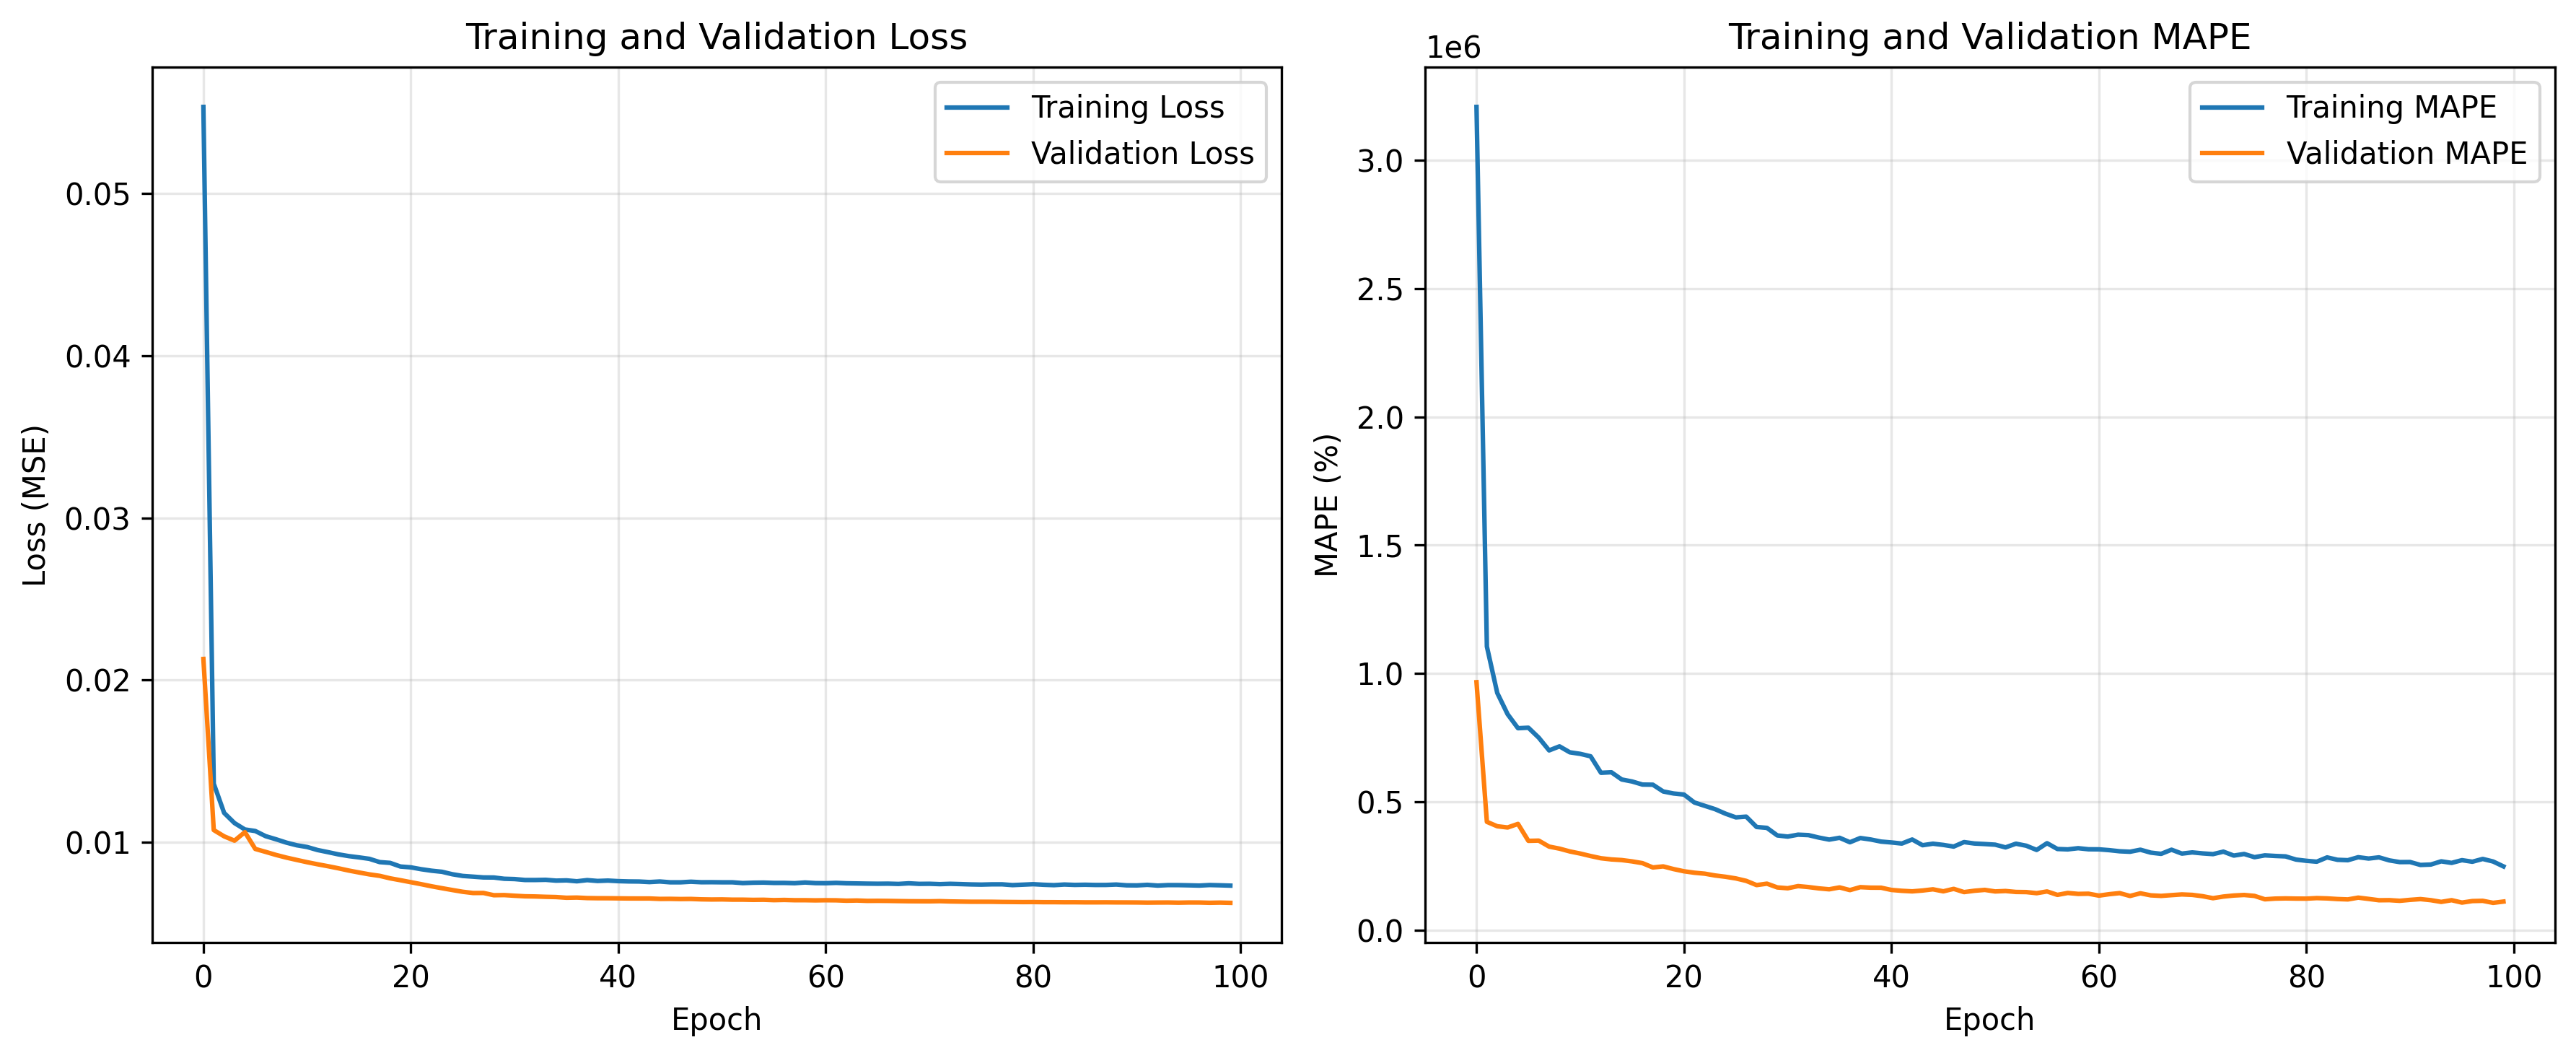 Training and Validation Loss
Training Loss
Validation Loss
0.05
0.04
0.03
0.02
0.01
Loss (MSE)
0 20 40 60 80 100
Epoch
Training and Validation MAPE
1e6
Training MAPE
Validation MAPE
3.0
2.5
2.0
1.5
1.0
0.5
0.0
MAPE (%)
0 20 40 60 80 100
Epoch